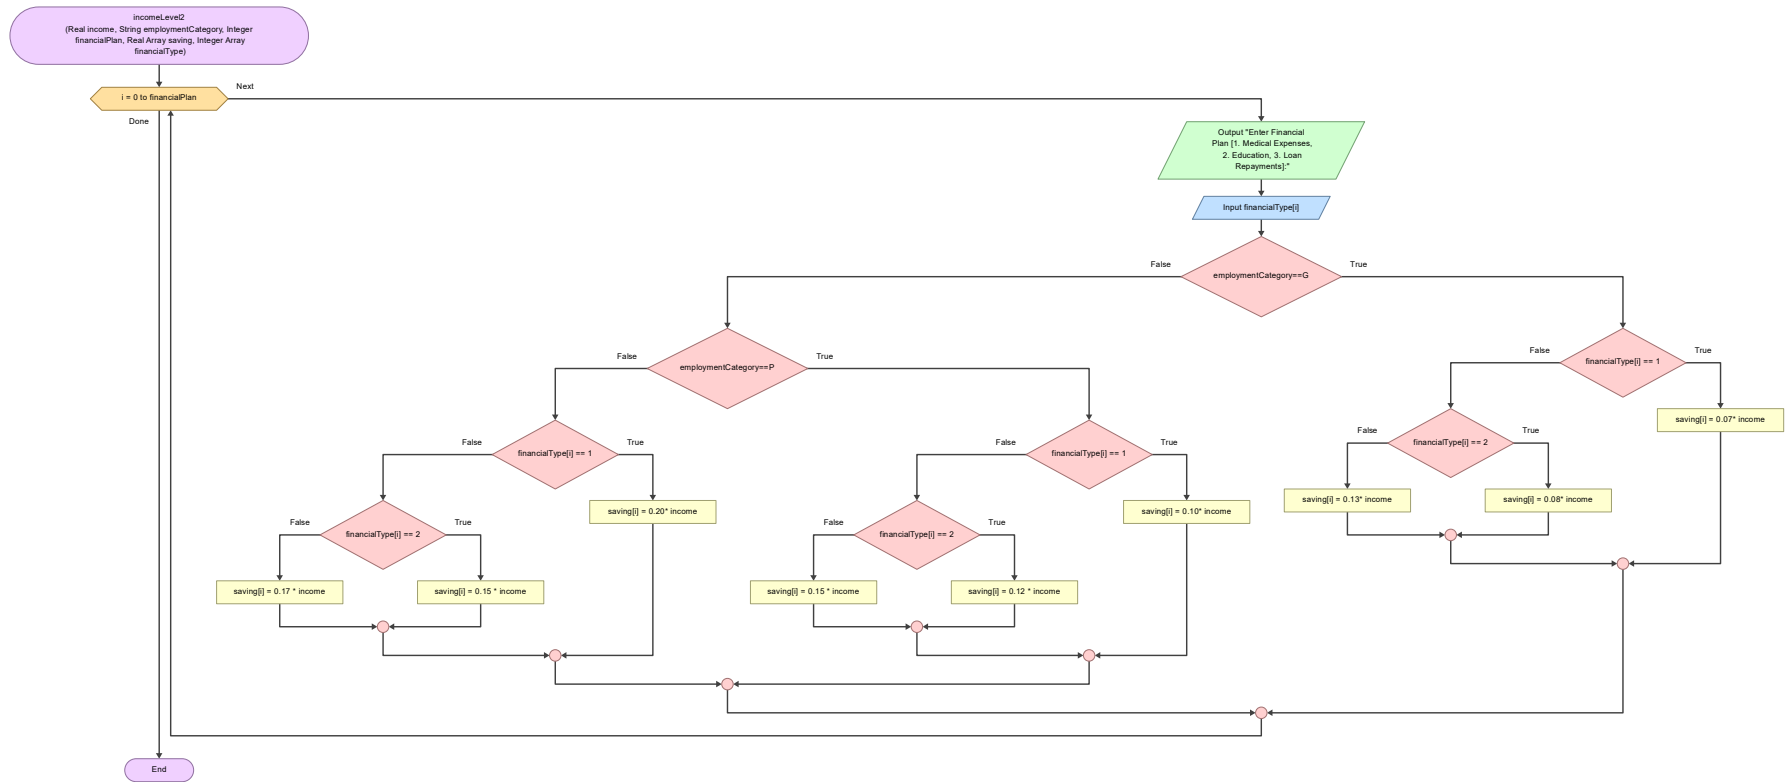 incomeLevel2
(Real income, String employmentCategory, Integer
financialPlan, Real Array saving, Integer Array
financialType)
Next
i = 0 to financialPlan
Done
Output "Enter Financial
Plan [1. Medical Expenses,
2. Education, 3. Loan
Repayments]:"
Input financialType[i]
False
True
employmentCategory==G
False
True
financialType[i] == 1
False
True
employmentCategory==P
saving[i] = 0.07* income
False
True
financialType[i] == 2
False
True
financialType[i] == 1
False
True
financialType[i] == 1
saving[i] = 0.13* income
saving[i] = 0.08* income
saving[i] = 0.20* income
saving[i] = 0.10* income
False
True
financialType[i] == 2
False
True
financialType[i] == 2
saving[i] = 0.17 * income
saving[i] = 0.15 * income
saving[i] = 0.15 * income
saving[i] = 0.12 * income
End